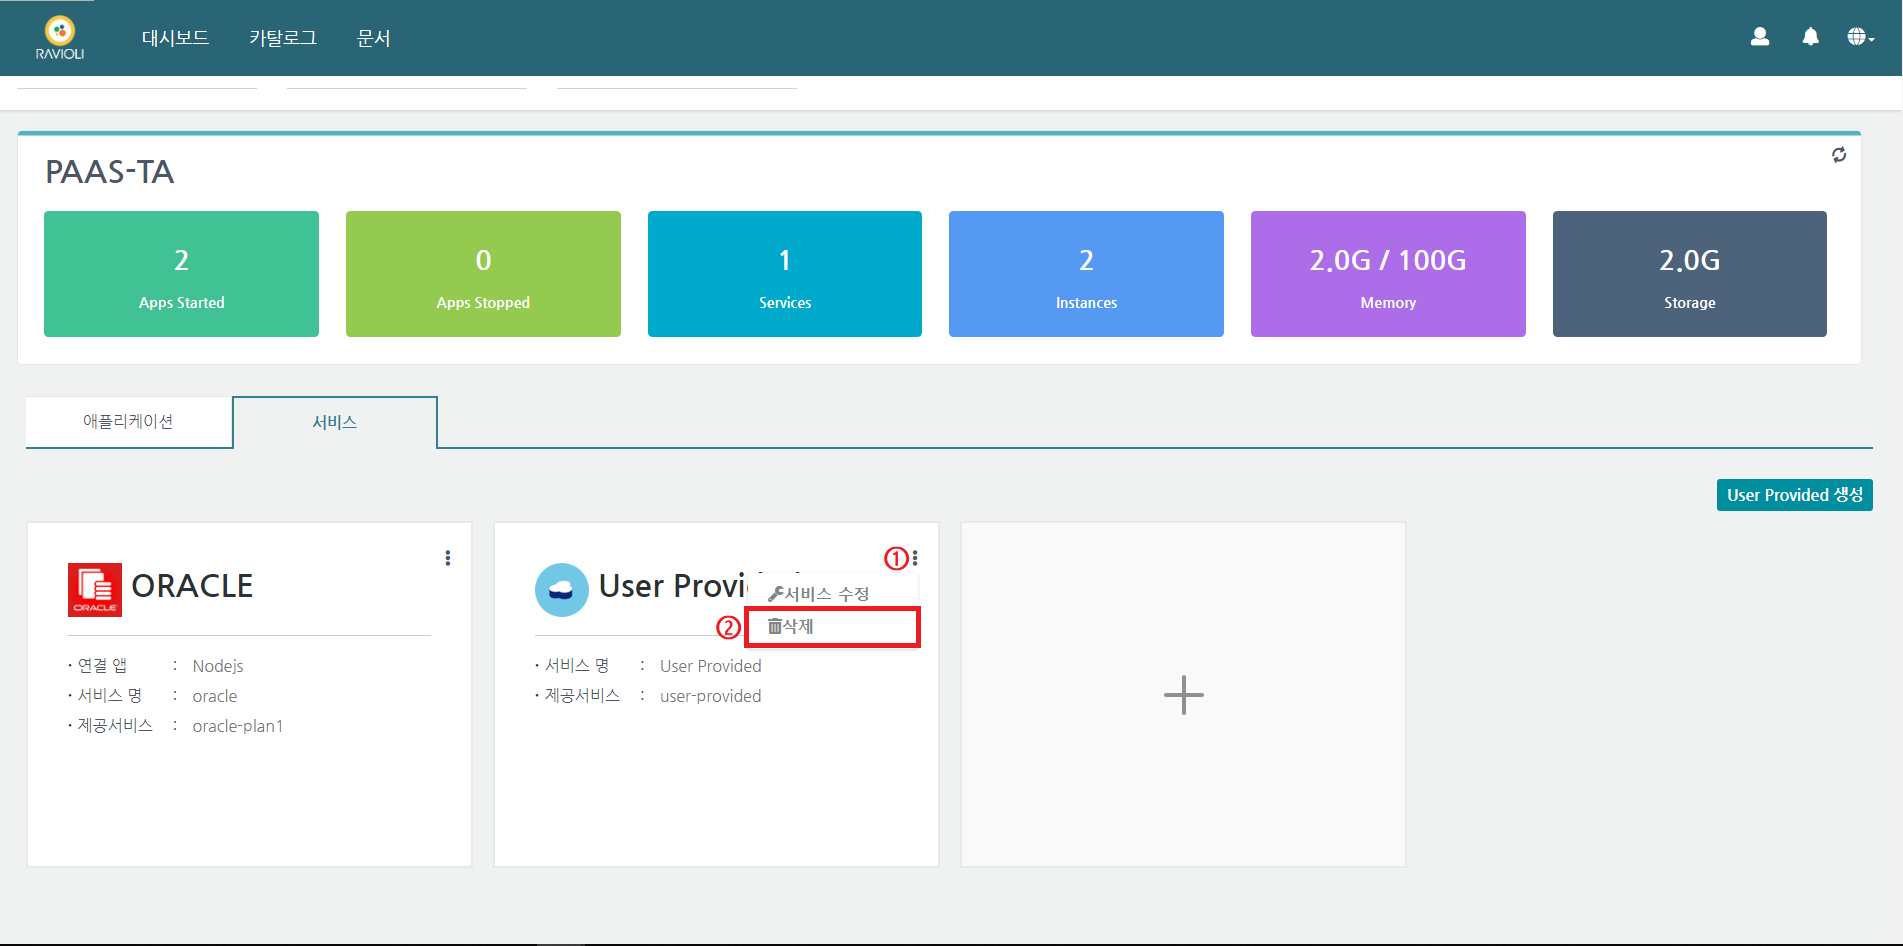 RAVIOLI
대시보드 카탈로그 문서
PAAS-TA
2
Apps Started
0
Apps Stopped
1
Services
2
Instances
2.0G / 100G
Memory
2.0G
Storage
애플리케이션
서비스
User Provided 생성
ORACLE
ORACLE
· 연결 앱 : Nodejs
· 서비스 명 : oracle
· 제공서비스 : oracle-plan1
①
User Provi
서비스 수정
②
삭제
· 서비스 명 : User Provided
· 제공서비스 : user-provided